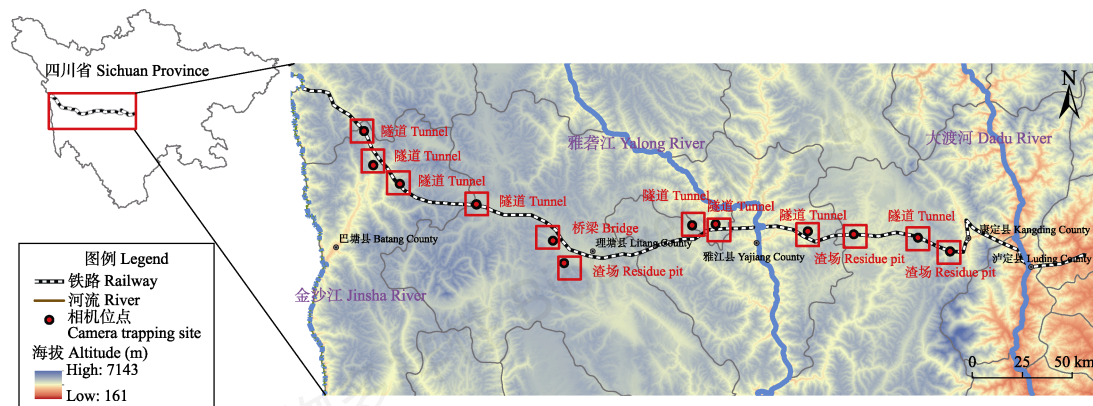 四川省 Sichuan Province
N
雅砻江 Yalong River
大渡河 Dadu River
隧道 Tunnel
隧道 Tunnel
隧道 Tunnel
隧道 Tunnel
隧道 Tunnel
隧道 Tunnel
隧道 Tunnel
隧道 Tunnel
桥梁 Bridge
巴塘县 Batang County
理塘县 Litang County
雅江县 Yajiang County
康定县 Kangding County
泸定县 Luding County
渣场 Residue pit
渣场 Residue pit
渣场 Residue pit
金沙江 Jinsha River
图例 Legend
铁路 Railway
河流 River
相机位点
Camera trapping site
海拔 Altitude (m)
High: 7143
Low: 161
0 25 50 km